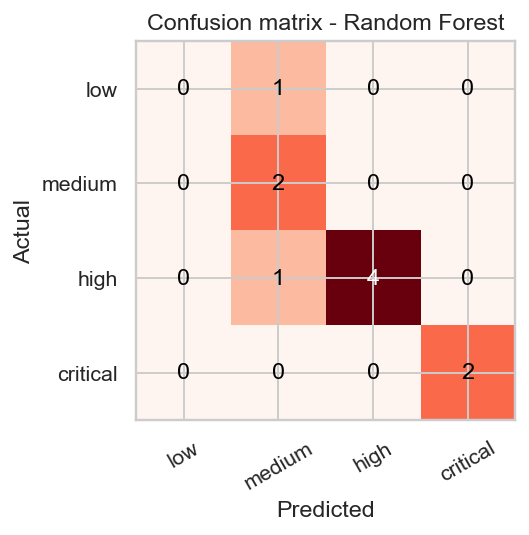 Confusion matrix - Random Forest
low 0 1 0 0
medium 0 2 0 0
high 0 1 4 0
critical 0 0 0 2
Actual
low medium high critical
Predicted